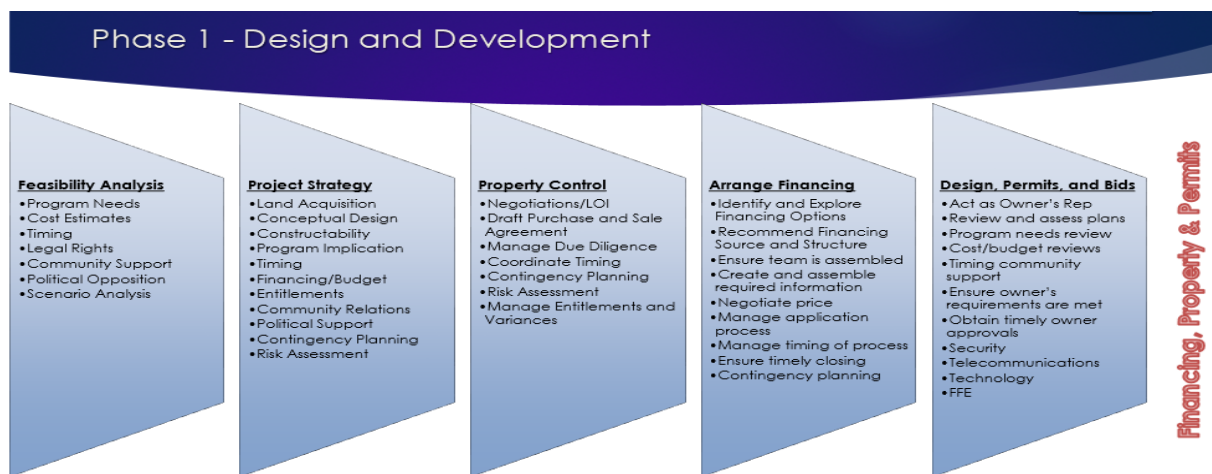 Phase 1 - Design and Development
Feasibility Analysis
•Program Needs
•Cost Estimates
•Timing
•Legal Rights
•Community Support
•Political Opposition
•Scenario Analysis
Project Strategy
•Land Acquisition
•Conceptual Design
•Constructability
•Program Implication
•Timing
•Financing/Budget
•Entitlements
•Community Relations
•Political Support
•Contingency Planning
•Risk Assessment
Property Control
•Negotiations/LOI
•Draft Purchase and Sale
Agreement
•Manage Due Diligence
•Coordinate Timing
•Contingency Planning
•Risk Assessment
•Manage Entitlements and
Variances
Arrange Financing
•Identify and Explore
Financing Options
•Recommend Financing
Source and Structure
•Ensure team is assembled
•Create and assemble
required information
•Negotiate price
•Manage application
process
•Manage timing of process
•Ensure timely closing
•Contingency planning
Design, Permits, and Bids
•Act as Owner's Rep
•Review and assess plans
•Program needs review
•Cost/budget reviews
•Timing community
support
•Ensure owner's
requirements are met
•Obtain timely owner
approvals
•Security
•Telecommunications
•Technology
•FFE
Financing, Property & Permits